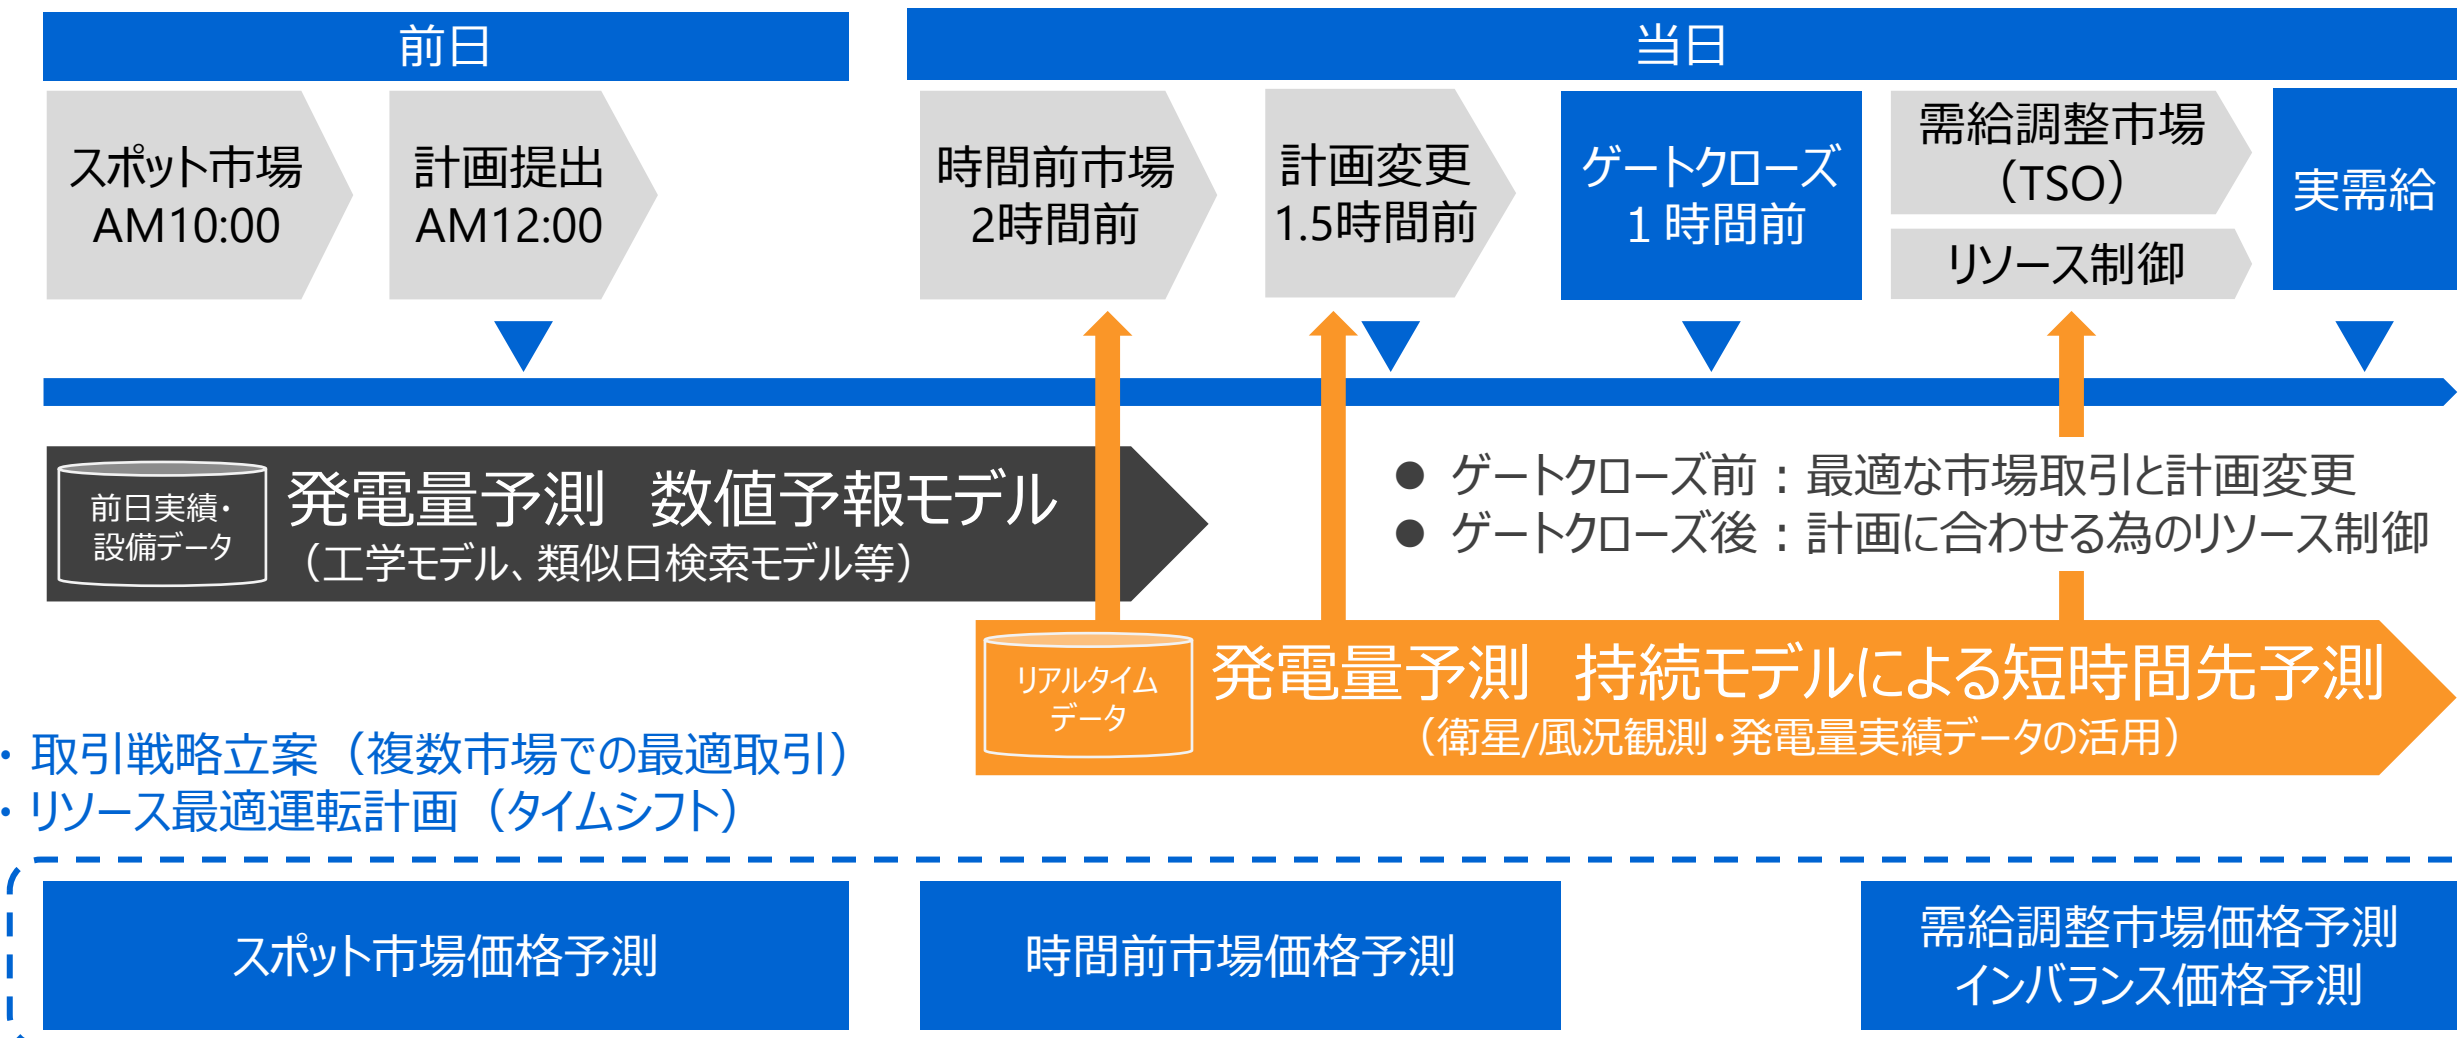 前日
当日
スポット市場
AM10:00
計画提出
AM12:00
時間前市場
2時間前
計画変更
1.5時間前
ゲートクローズ
１時間前
需給調整市場
（TSO）
リソース制御
実需給
前日実績・
設備データ
発電量予測　数値予報モデル
（工学モデル、類似日検索モデル等）
● ゲートクローズ前：最適な市場取引と計画変更
● ゲートクローズ後：計画に合わせる為のリソース制御
リアルタイム
データ
発電量予測　持続モデルによる短時間先予測
（衛星/風況観測・発電量実績データの活用）
・取引戦略立案（複数市場での最適取引）
・リソース最適運転計画（タイムシフト）
スポット市場価格予測
時間前市場価格予測
需給調整市場価格予測
インバランス価格予測